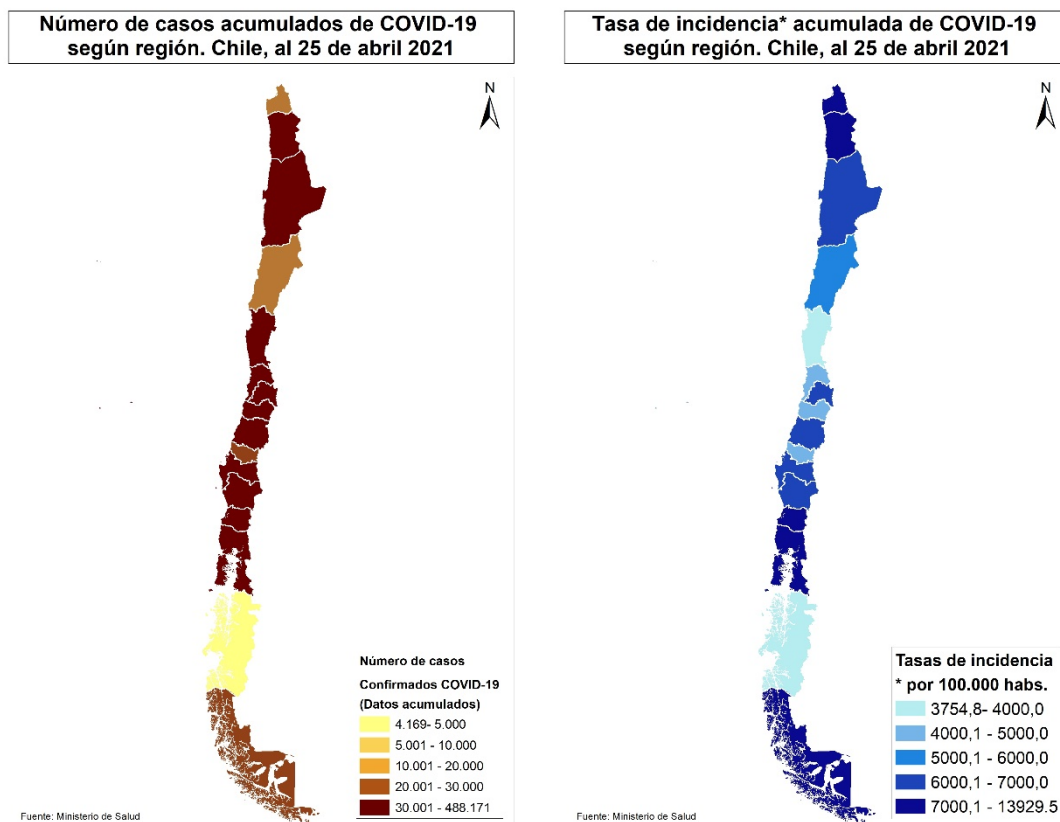 Número de casos acumulados de COVID-19
según región. Chile, al 25 de abril 2021
N
Número de casos
Confirmados COVID-19
(Datos acumulados)
4.169- 5.000
5.001 - 10.000
10.001 - 20.000
20.001 - 30.000
30.001 - 488.171
Fuente: Ministerio de Salud
Tasa de incidencia* acumulada de COVID-19
según región. Chile, al 25 de abril 2021
N
Tasas de incidencia
* por 100.000 habs.
3754,8- 4000,0
4000,1 - 5000,0
5000,1 - 6000,0
6000,1 - 7000,0
7000,1 - 13929.5
Fuente: Ministerio de Salud